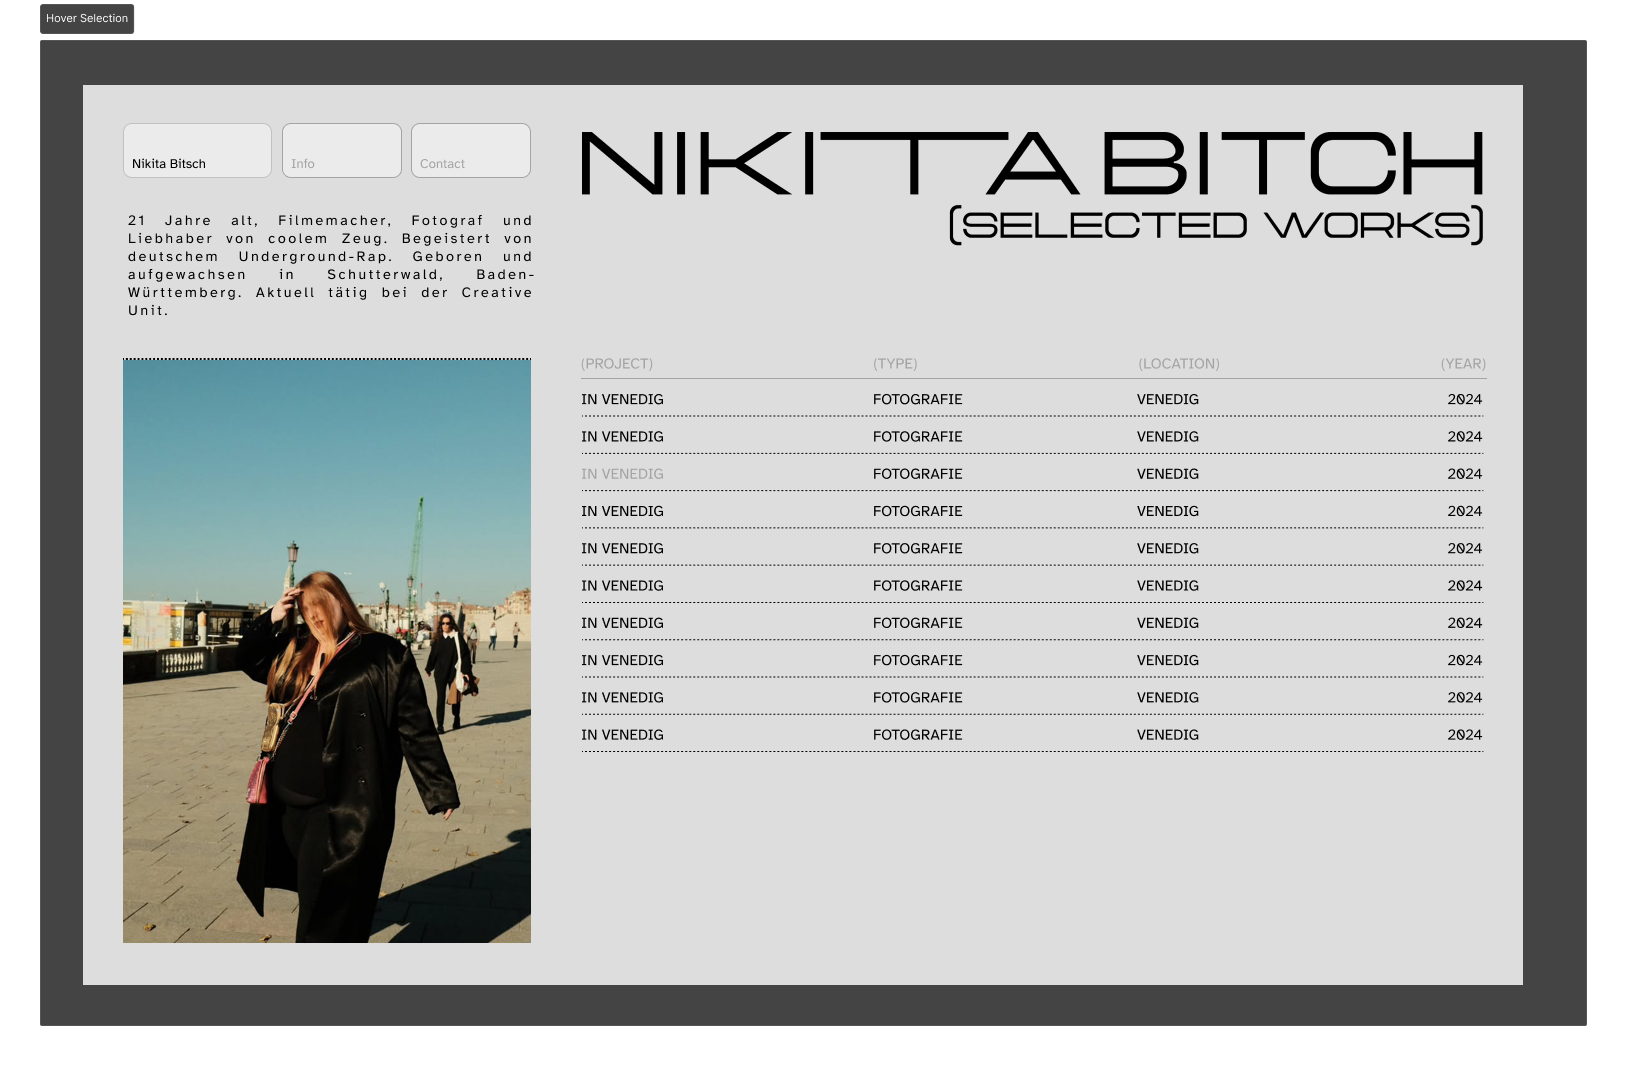 Hover Selection
Nikita Bitsch
Info
Contact
NIKITTABITCH
(SELECTED WORKS)
21 Jahre alt, Filmemacher, Fotograf und
Liebhaber von coolem Zeug. Begeistert von
deutschem Underground-Rap. Geboren und
aufgewachsen in Schutterwald, Baden-
Württemberg. Aktuell tätig bei der Creative
Unit.
(PROJECT) (TYPE) (LOCATION) (YEAR)
IN VENEDIG FOTOGRAFIE VENEDIG 2024
IN VENEDIG FOTOGRAFIE VENEDIG 2024
IN VENEDIG FOTOGRAFIE VENEDIG 2024
IN VENEDIG FOTOGRAFIE VENEDIG 2024
IN VENEDIG FOTOGRAFIE VENEDIG 2024
IN VENEDIG FOTOGRAFIE VENEDIG 2024
IN VENEDIG FOTOGRAFIE VENEDIG 2024
IN VENEDIG FOTOGRAFIE VENEDIG 2024
IN VENEDIG FOTOGRAFIE VENEDIG 2024
IN VENEDIG FOTOGRAFIE VENEDIG 2024